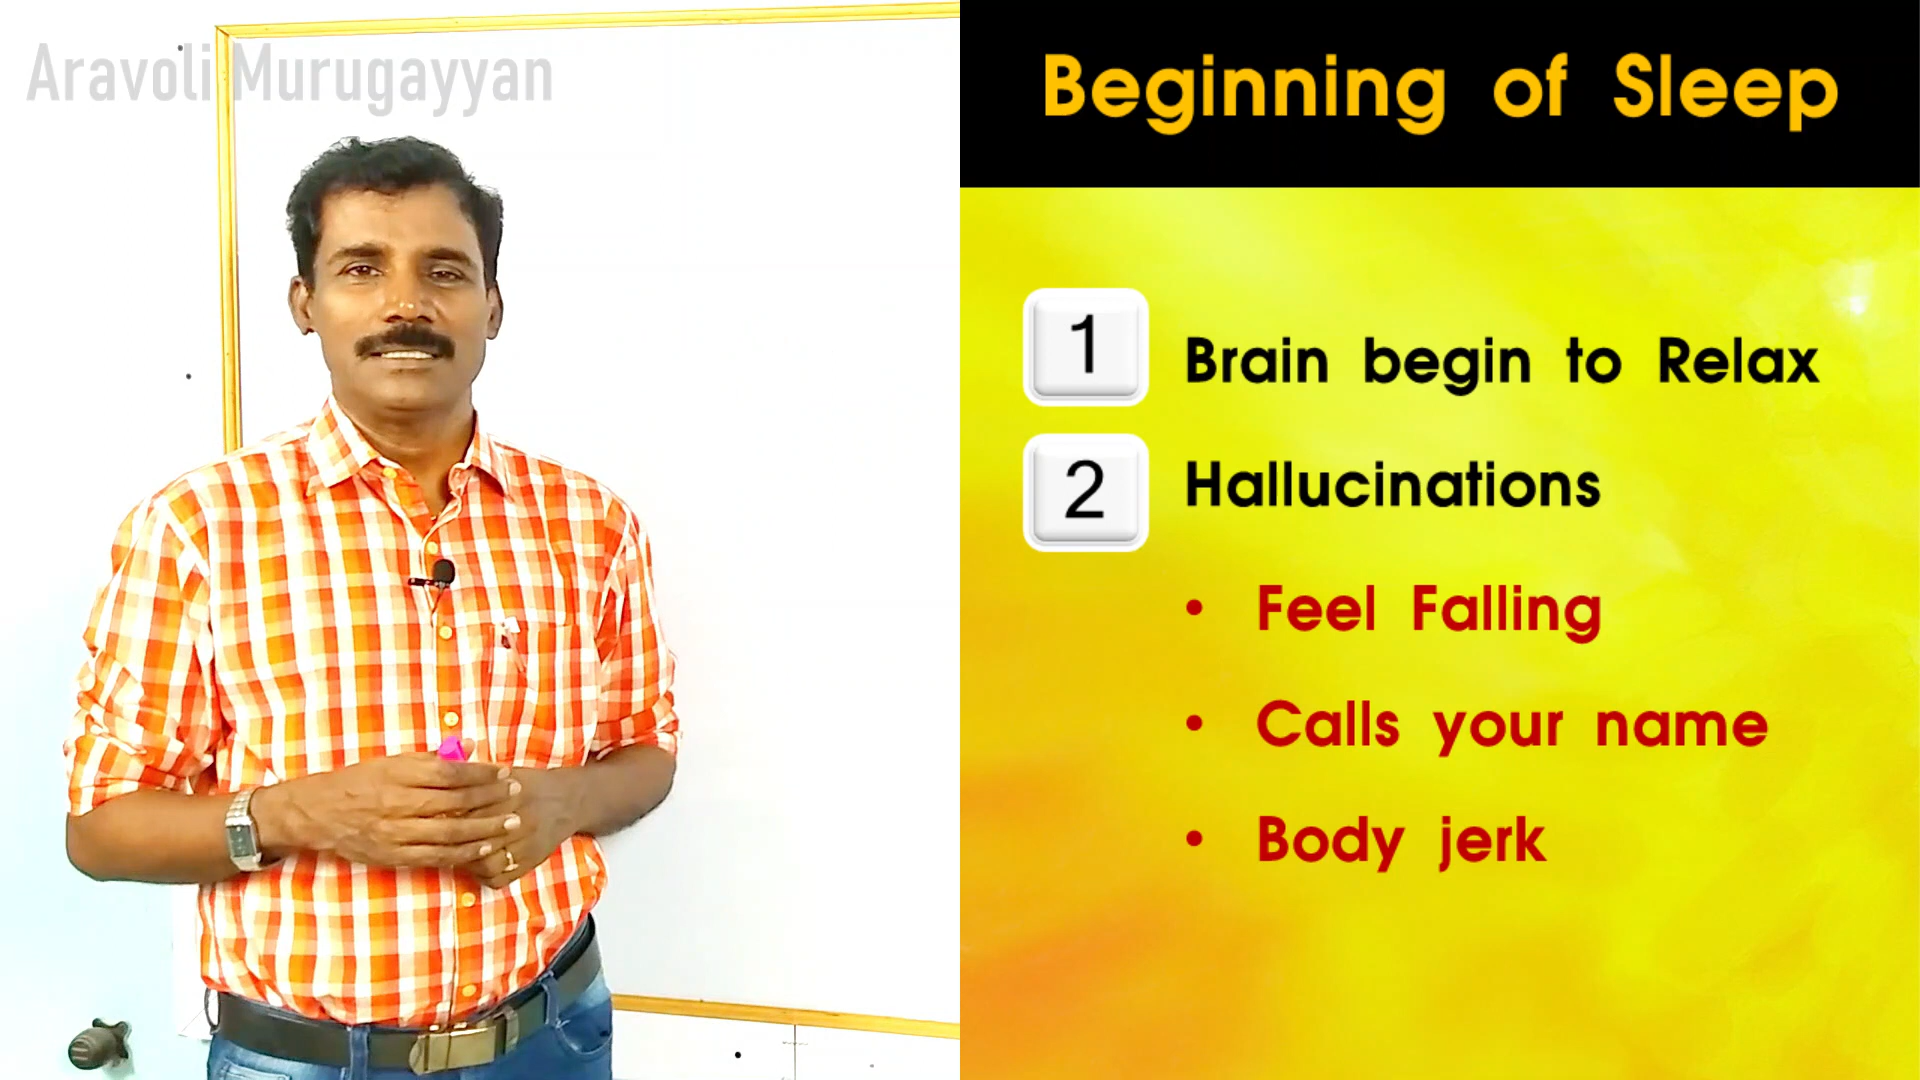 Aravoli Murugayyan
Beginning of Sleep
1 Brain begin to Relax
2 Hallucinations
• Feel Falling
• Calls your name
• Body jerk